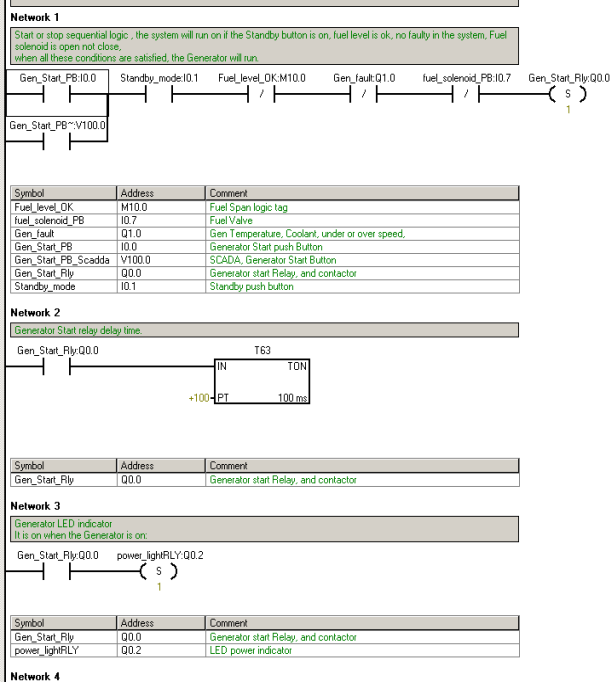 Network 1
Start or stop sequential logic , the system will run on if the Standby button is on, fuel level is ok, no faulty in the system, Fuel
solenoid is open not close,
when all these conditions are satisfied, the Generator will run.
Gen_Start_PB:I0.0 Standby_mode:I0.1 Fuel_level_OK:M10.0 Gen_fault:Q1.0 fuel_solenoid_PB:I0.7 Gen_Start_Rly:Q0.0
/ / / S
1
Gen_Start_PB~:V100.0
Symbol Address Comment
Fuel_level_OK M10.0 Fuel Span logic tag
fuel_solenoid_PB I0.7 Fuel Valve
Gen_fault Q1.0 Gen Temperature, Coolant, under or over speed,
Gen_Start_PB I0.0 Generator Start push Button
Gen_Start_PB_Scadda V100.0 SCADA, Generator Start Button
Gen_Start_Rly Q0.0 Generator start Relay, and contactor
Standby_mode I0.1 Standby push button
Network 2
Generator Start relay delay time.
Gen_Start_Rly:Q0.0 T63
IN TON
+100 PT 100 ms
Symbol Address Comment
Gen_Start_Rly Q0.0 Generator start Relay, and contactor
Network 3
Generator LED indicator
It is on when the Generator is on:
Gen_Start_Rly:Q0.0 power_lightRLY:Q0.2
S
1
Symbol Address Comment
Gen_Start_Rly Q0.0 Generator start Relay, and contactor
power_lightRLY Q0.2 LED power indicator
Network 4